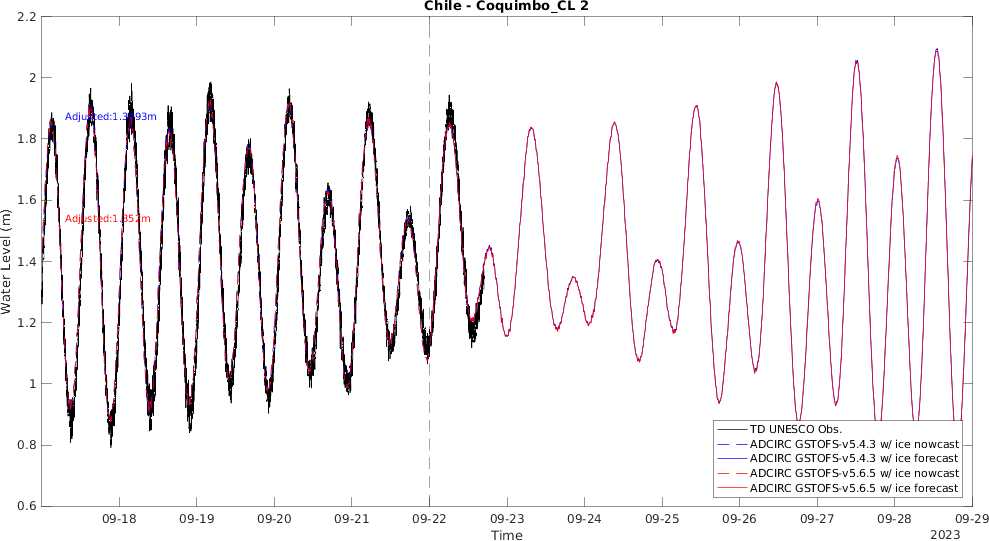 Chile - Coquimbo_CL 2
2.2
2
1.8
1.6
1.4
1.2
1
0.8
0.6
Water Level (m)
Adjusted:1.3
93m
Adjusted:1.
352m
TD UNESCO Obs.
ADCIRC GSTOFS-v5.4.3 w/ ice nowcast
ADCIRC GSTOFS-v5.4.3 w/ ice forecast
ADCIRC GSTOFS-v5.6.5 w/ ice nowcast
ADCIRC GSTOFS-v5.6.5 w/ ice forecast
09-18
09-19
09-20
09-21
09-22
09-23
09-24
09-25
09-26
09-27
09-28
09-29
Time
2023